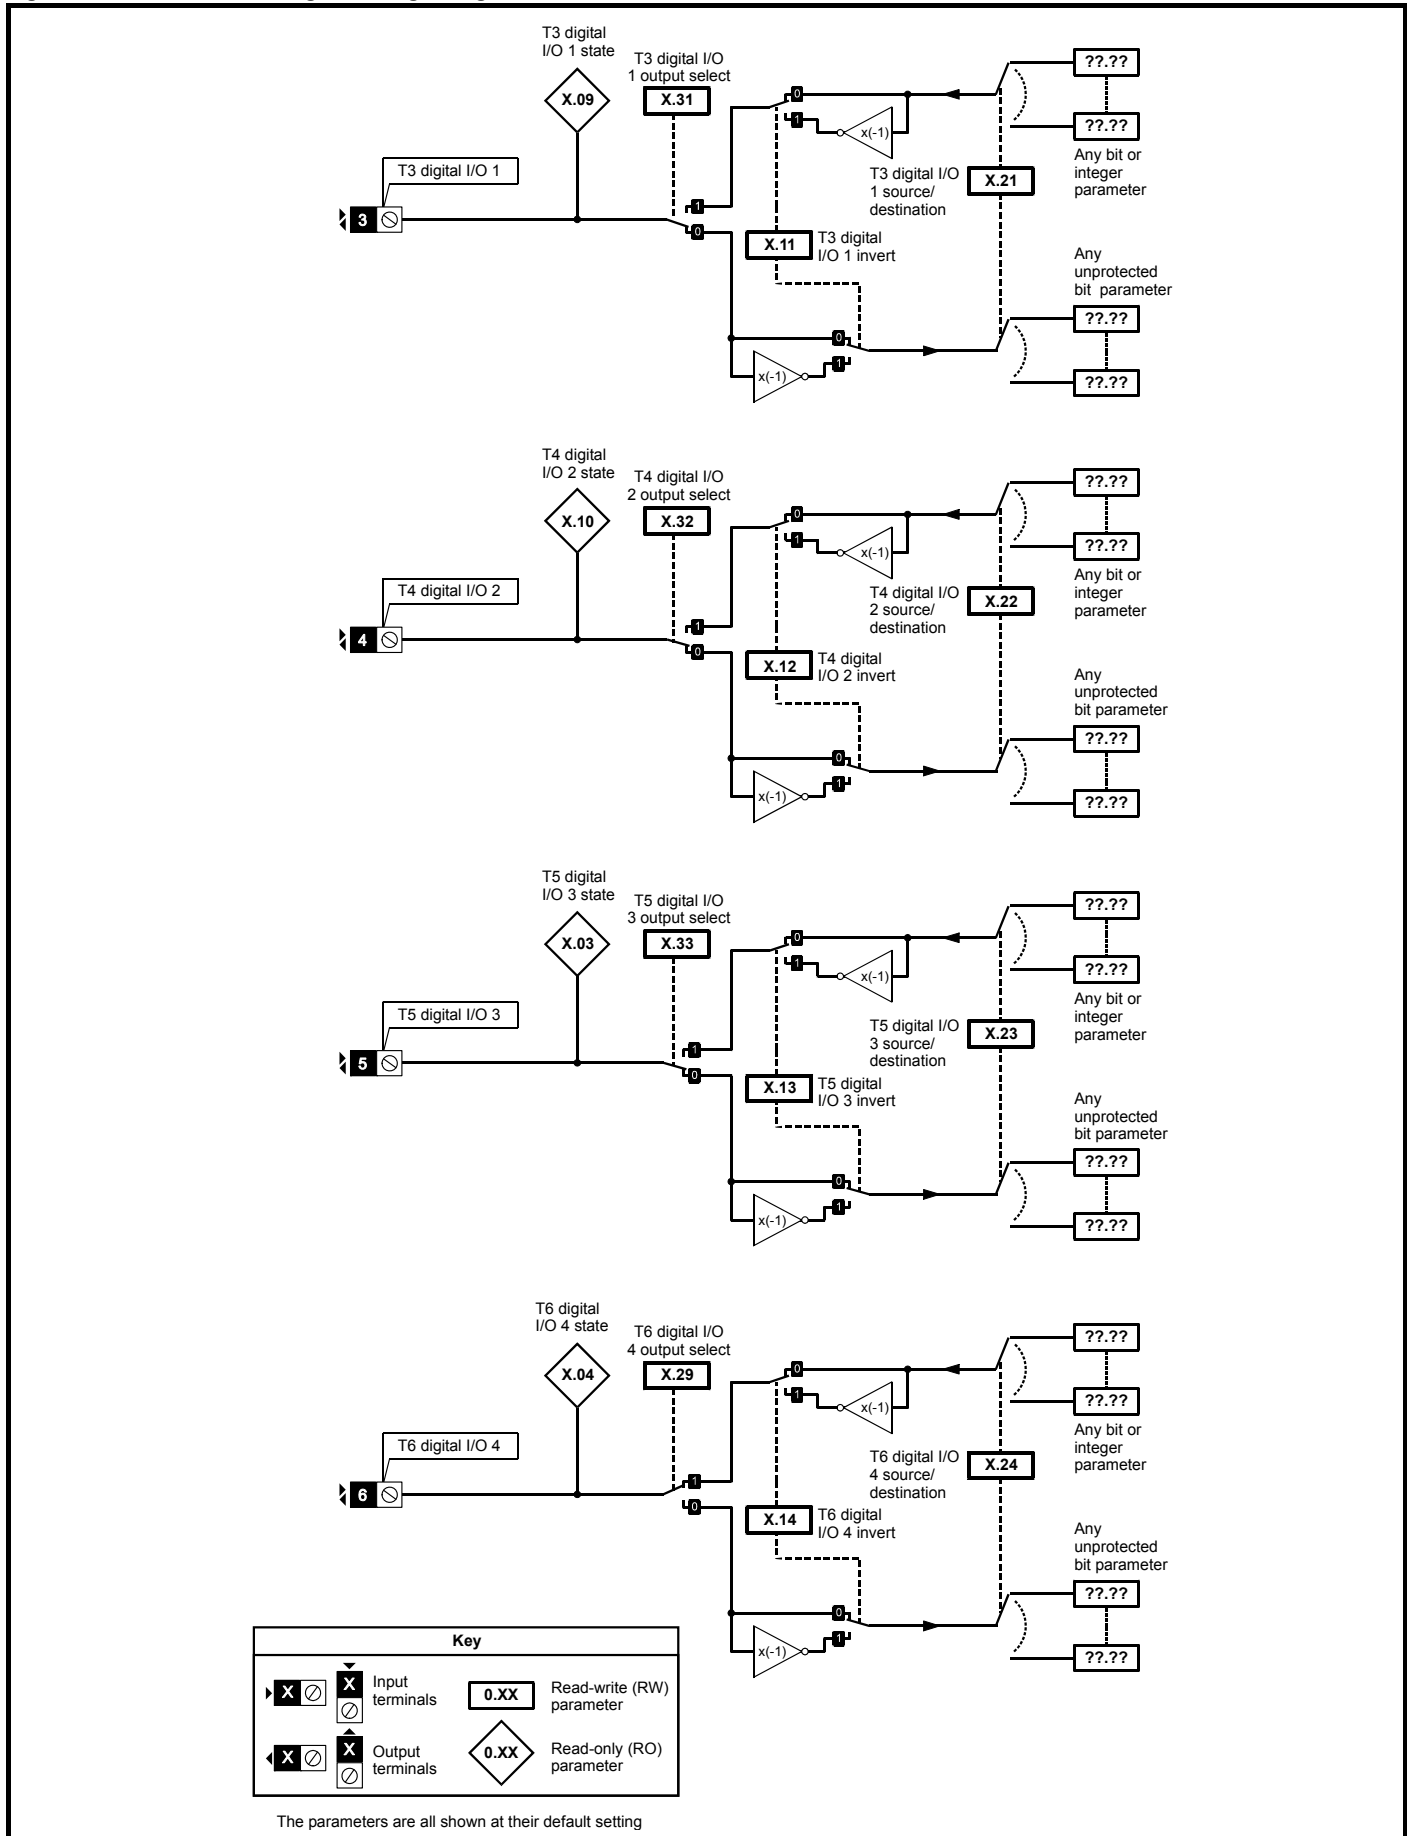 T3 digital
I/O 1 state
X.09
T3 digital I/O
1 output select
X.31
0
1
x(-1)
??.??
??.??
Any bit or
integer
parameter
T3 digital I/O 1
3
1
0
T3 digital I/O
1 source/
destination
X.21
X.11
T3 digital
I/O 1 invert
Any
unprotected
bit parameter
0
1
x(-1)
??.??
??.??
T4 digital
I/O 2 state
X.10
T4 digital I/O
2 output select
X.32
0
1
x(-1)
??.??
??.??
Any bit or
integer
parameter
T4 digital I/O 2
4
1
0
T4 digital I/O
2 source/
destination
X.22
X.12
T4 digital
I/O 2 invert
Any
unprotected
bit parameter
0
1
x(-1)
??.??
??.??
T5 digital
I/O 3 state
X.03
T5 digital I/O
3 output select
X.33
0
1
x(-1)
??.??
??.??
Any bit or
integer
parameter
T5 digital I/O 3
5
1
0
T5 digital I/O
3 source/
destination
X.23
X.13
T5 digital
I/O 3 invert
Any
unprotected
bit parameter
0
1
x(-1)
??.??
??.??
T6 digital
I/O 4 state
X.04
T6 digital I/O
4 output select
X.29
0
1
x(-1)
??.??
??.??
Any bit or
integer
parameter
T6 digital I/O 4
6
1
0
T6 digital I/O
4 source/
destination
X.24
X.14
T6 digital
I/O 4 invert
Any
unprotected
bit parameter
0
1
x(-1)
??.??
??.??
Key
X
X
Input
terminals
0.XX
Read-write (RW)
parameter
X
X
Output
terminals
0.XX
Read-only (RO)
parameter
The parameters are all shown at their default setting